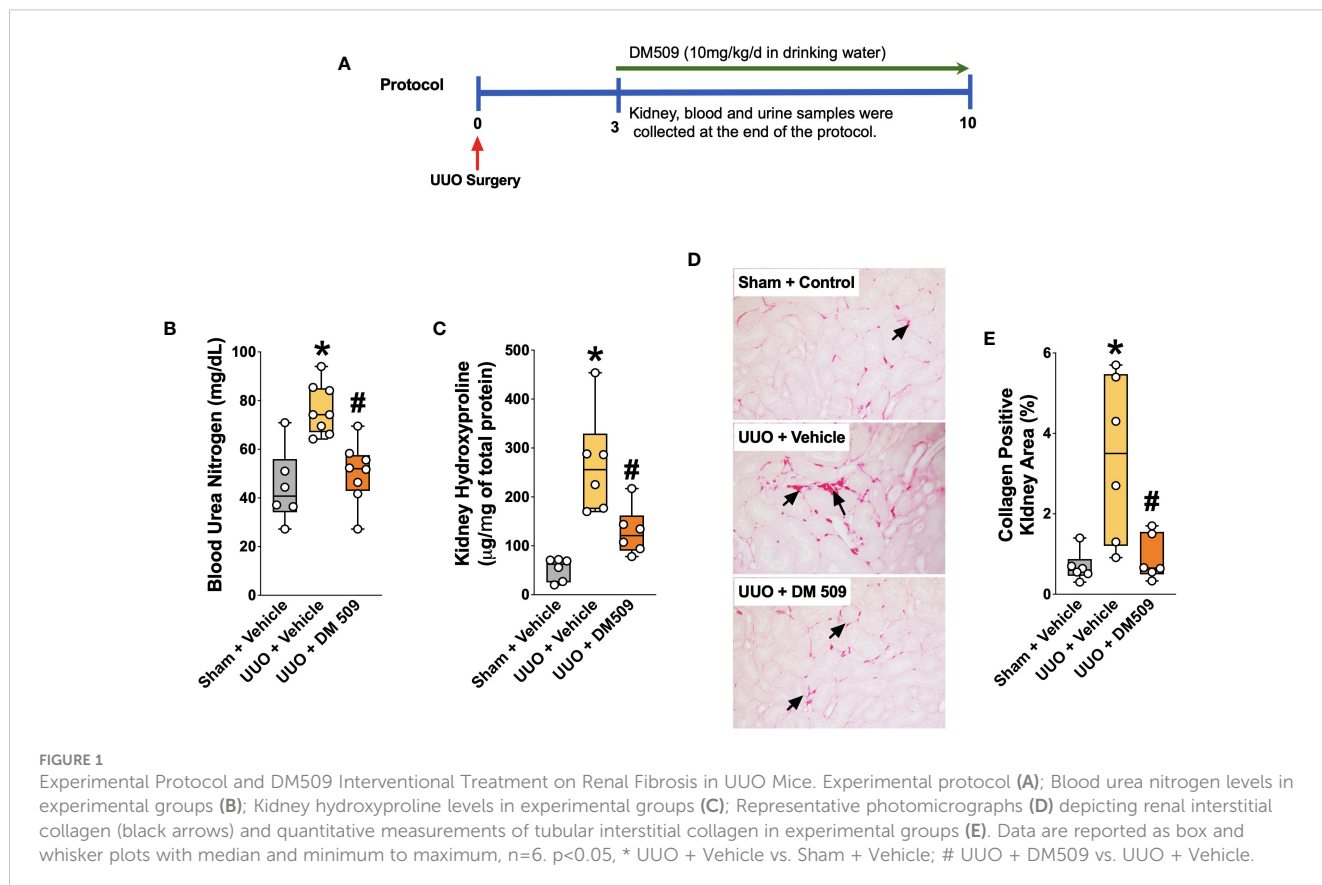 A
Protocol
DM509 (10mg/kg/d in drinking water)
0
3
10
Kidney, blood and urine samples were
collected at the end of the protocol.
UUO Surgery
B
Blood Urea Nitrogen (mg/dL)
100
80
60
40
20
0
*
#
Sham + Vehicle
UUO + Vehicle
UUO + DM 509
C
Kidney Hydroxyproline
(μg/mg of total protein)
500
400
300
200
100
0
*
#
Sham + Vehicle
UUO + Vehicle
UUO + DM509
D
Sham + Control
UUO + Vehicle
UUO + DM 509
E
Collagen Positive
Kidney Area (%)
6
4
2
0
*
#
Sham + Vehicle
UUO + Vehicle
UUO + DM509
FIGURE 1
Experimental Protocol and DM509 Interventional Treatment on Renal Fibrosis in UUO Mice. Experimental protocol (A); Blood urea nitrogen levels in
experimental groups (B); Kidney hydroxyproline levels in experimental groups (C); Representative photomicrographs (D) depicting renal interstitial
collagen (black arrows) and quantitative measurements of tubular interstitial collagen in experimental groups (E). Data are reported as box and
whisker plots with median and minimum to maximum, n=6. p<0.05, * UUO + Vehicle vs. Sham + Vehicle; # UUO + DM509 vs. UUO + Vehicle.